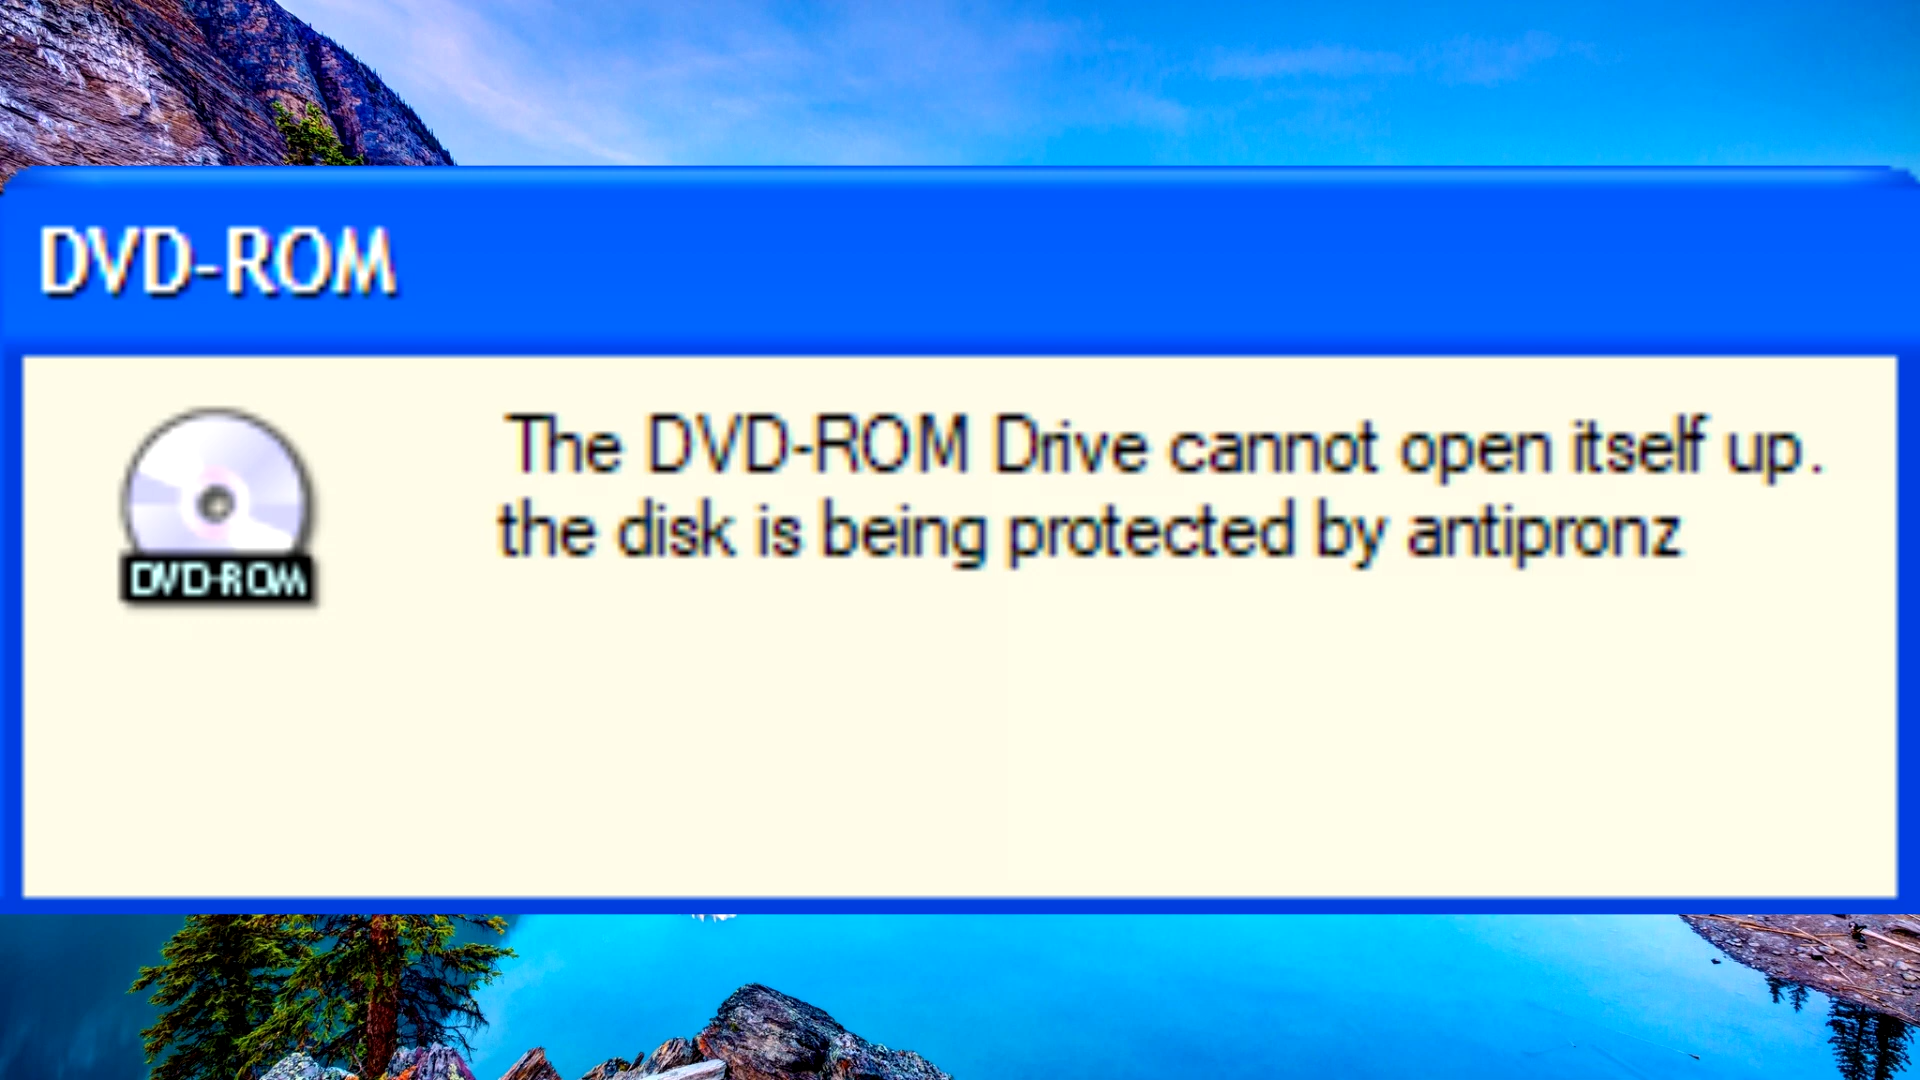 DVD-ROM
The DVD-ROM Drive cannot open itself up.
the disk is being protected by antipronz
DVD-ROM